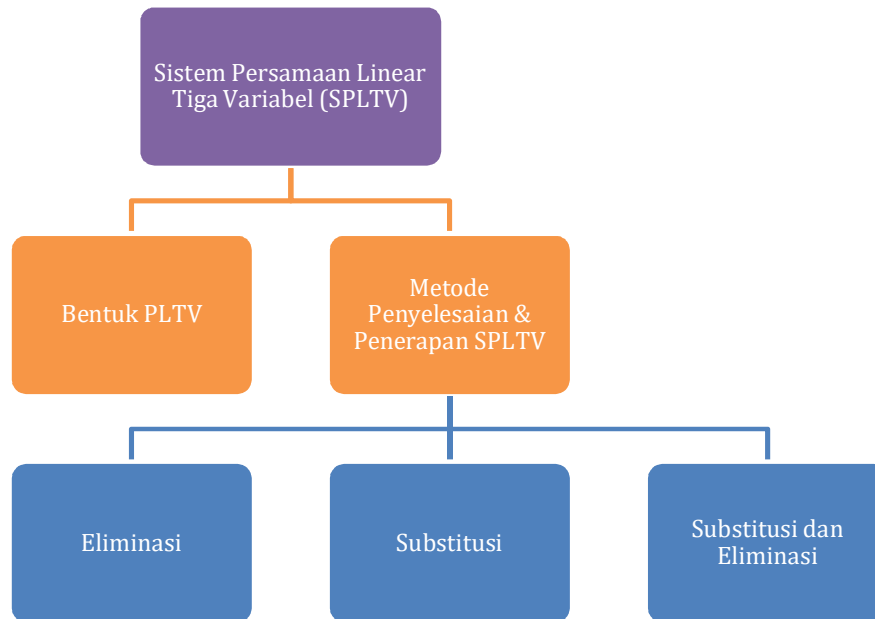 Sistem Persamaan Linear
Tiga Variabel (SPLTV)
Bentuk PLTV
Metode
Penyelesaian &
Penerapan SPLTV
Eliminasi
Substitusi
Substitusi dan
Eliminasi